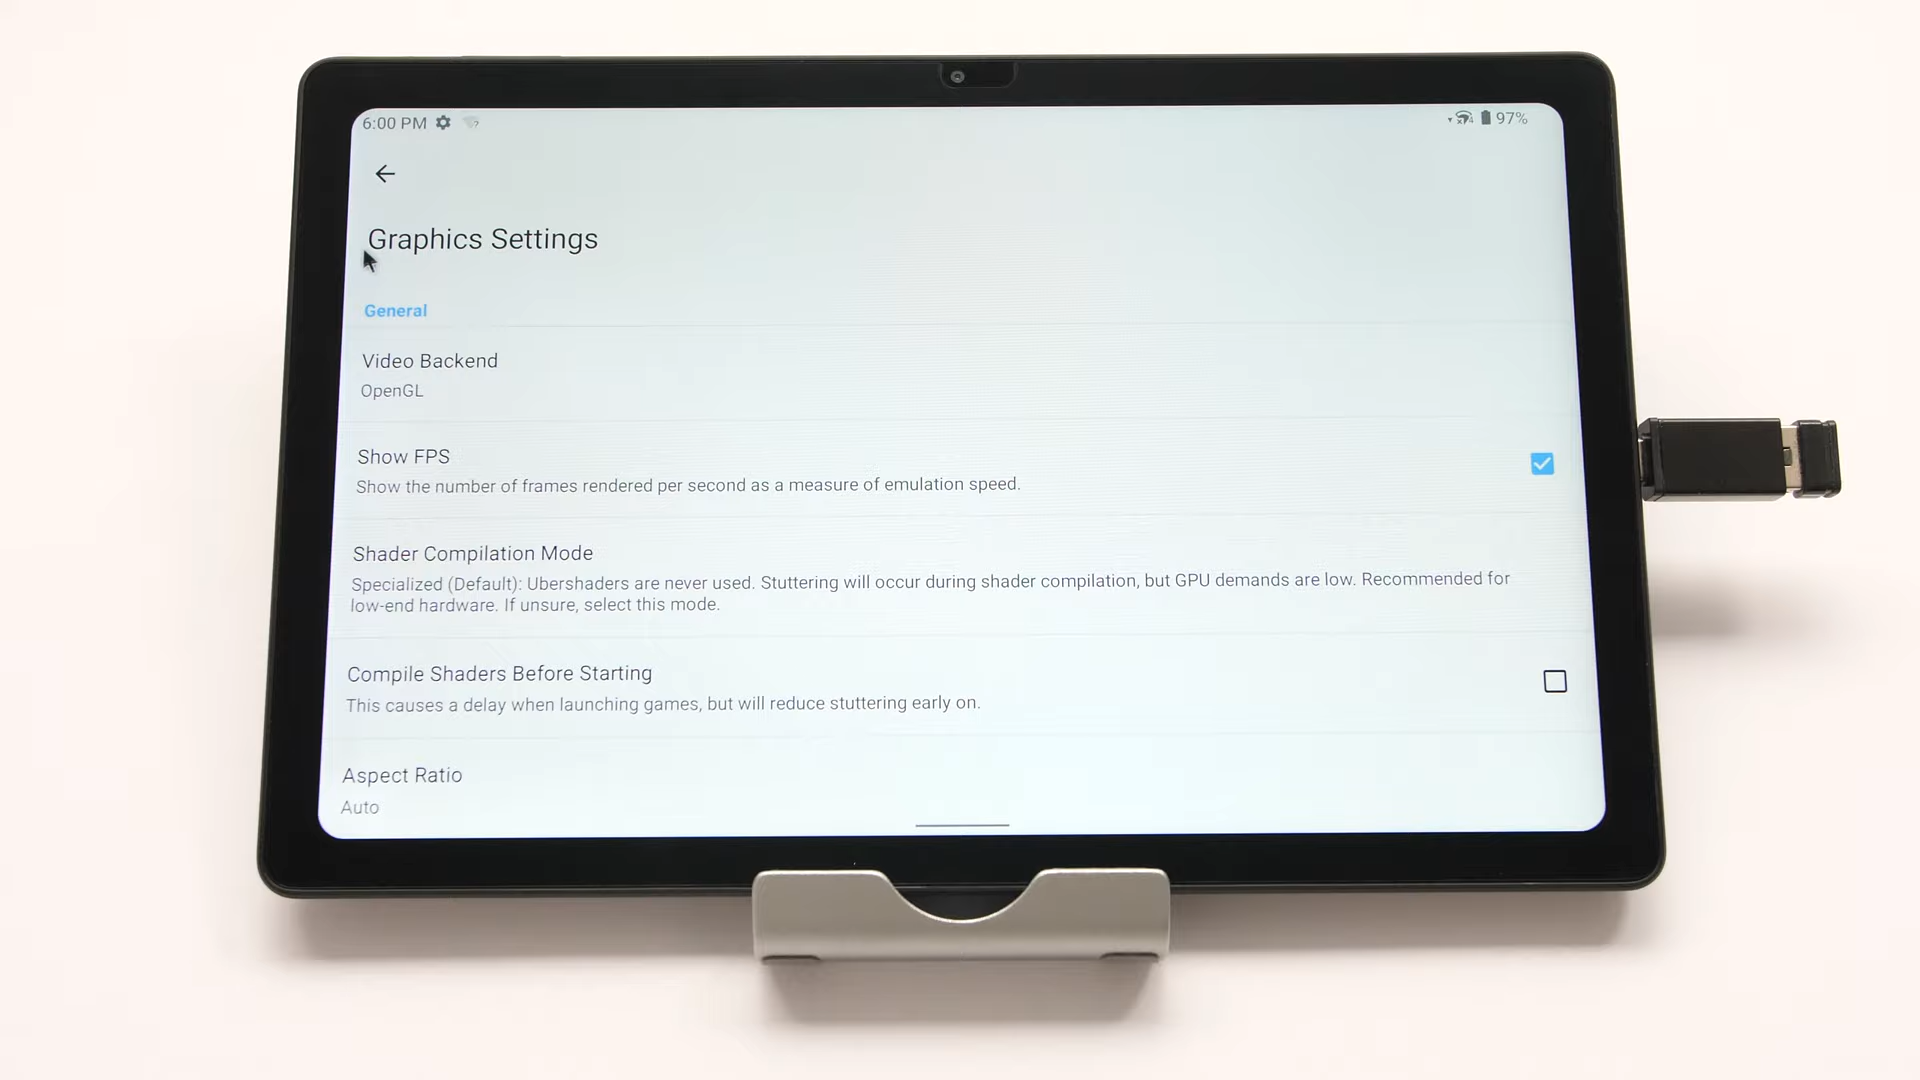 6:00 PM
97%
Graphics Settings
General
Video Backend
OpenGL
Show FPS
Show the number of frames rendered per second as a measure of emulation speed.
Shader Compilation Mode
Specialized (Default): Ubershaders are never used. Stuttering will occur during shader compilation, but GPU demands are low. Recommended for
low-end hardware. If unsure, select this mode.
Compile Shaders Before Starting
This causes a delay when launching games, but will reduce stuttering early on.
Aspect Ratio
Auto